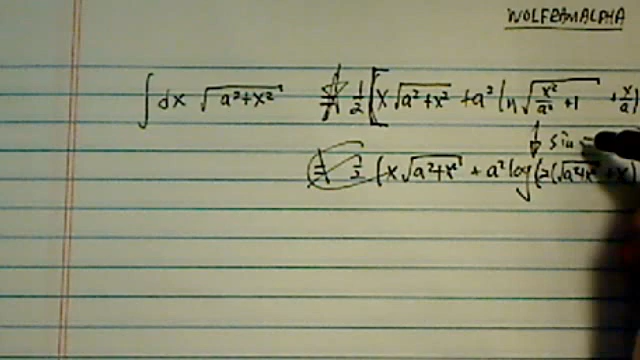 WOLFRAMALPHA
∫ dx √(a²+x²) = 1/2 [x √(a²+x²) + a² (ln √(x²/a² + 1) + x/a)
sin
= 1/2 (x √(a²+x²) + a² log (2(√(a²+x²) + x)